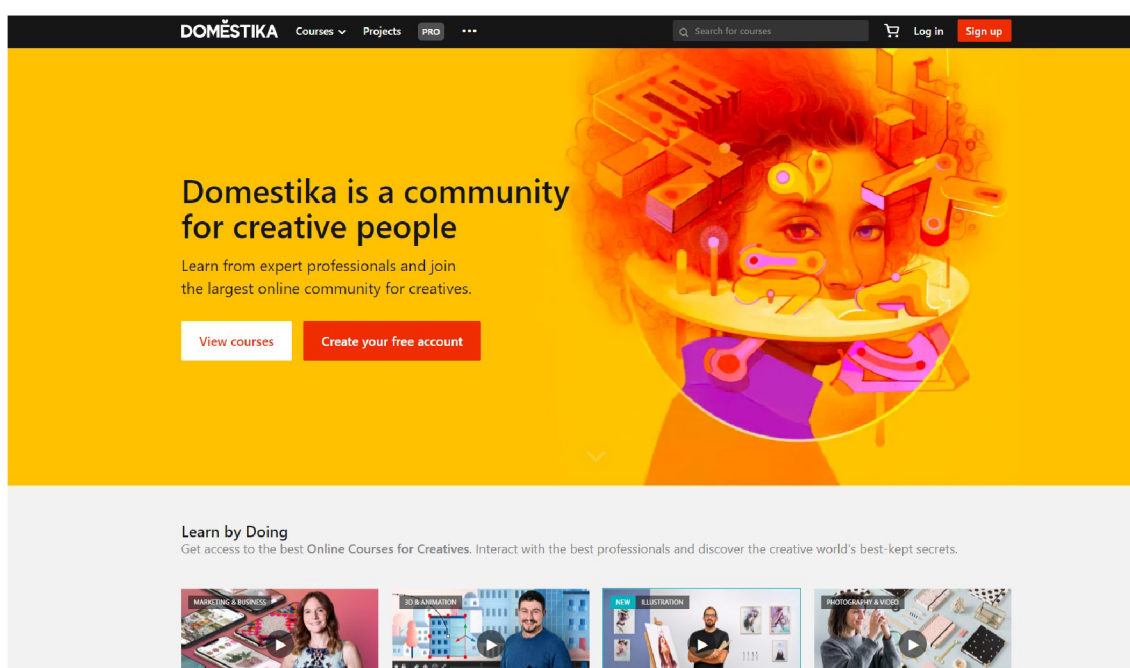 DOMESTIKA Courses Projects PRO ••• Search for courses Log in Sign up
Domestika is a community
for creative people
Learn from expert professionals and join
the largest online community for creatives.
View courses Create your free account
Learn by Doing
Get access to the best Online Courses for Creatives. Interact with the best professionals and discover the creative world's best-kept secrets.
MARKETING & BUSINESS 3D & ANIMATION NEW ILLUSTRATION PHOTOGRAPHY & VIDEO